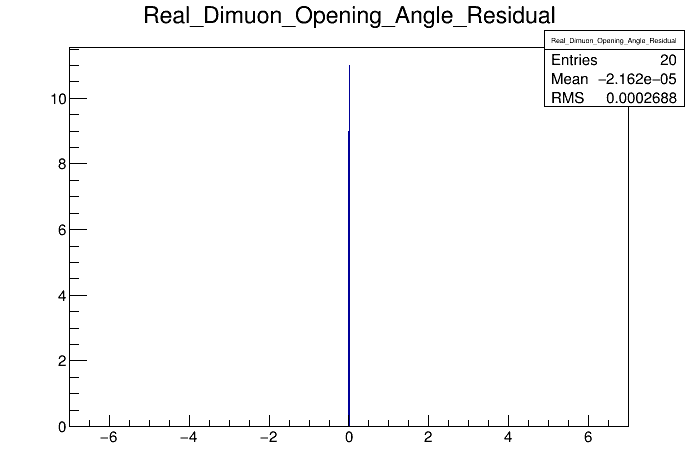 Real_Dimuon_Opening_Angle_Residual
Real_Dimuon_Opening_Angle_Residual
Entries 20
Mean −2.162e−05
RMS 0.0002688
10
8
6
4
2
0
−6 −4 −2 0 2 4 6